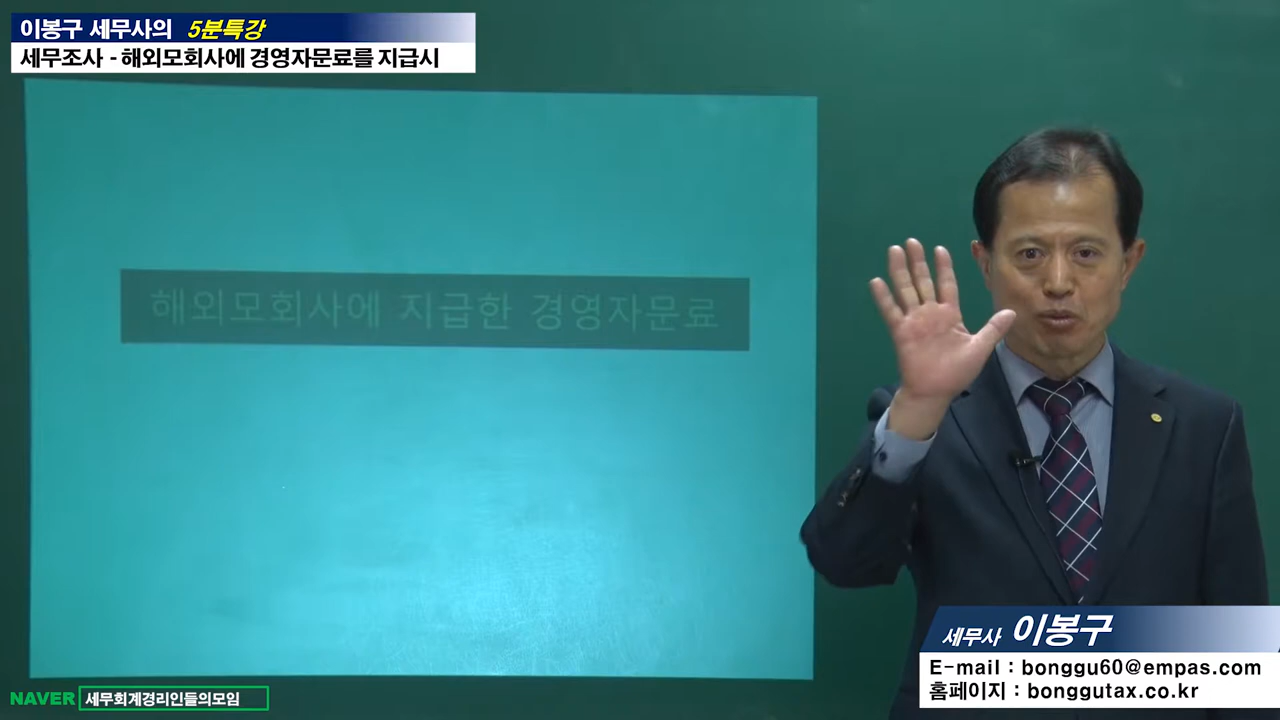 이봉구 세무사의 5분특강
세무조사 - 해외모회사에 경영자문료를 지급시
해외모회사에 지급한 경영자문료
세무사 이봉구
E-mail : bonggu60@empas.com
홈페이지 : bonggutax.co.kr
NAVER 세무회계경리인들의모임